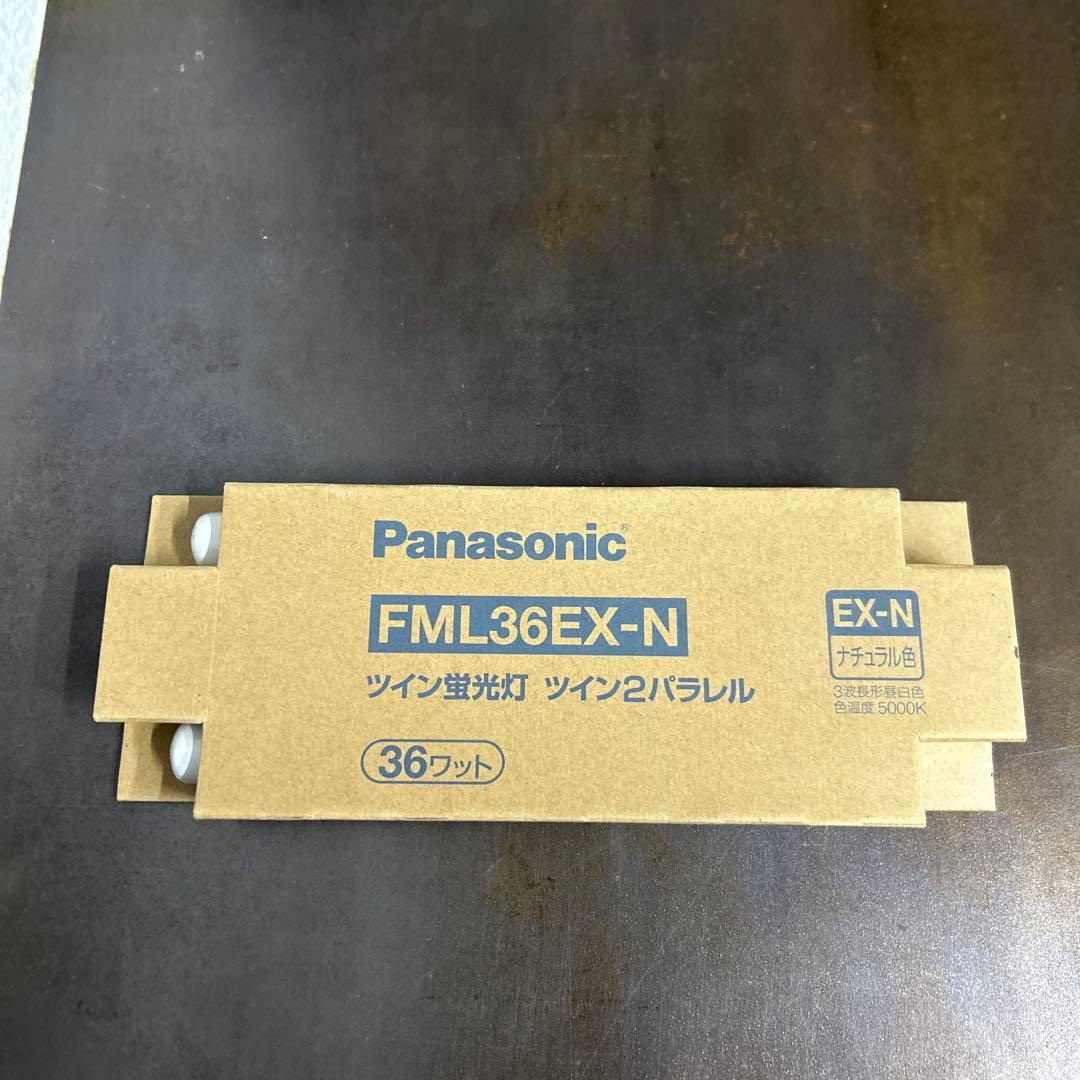 Panasonic®
FML36EX-N
ツイン蛍光灯 ツイン2パラレル
36ワット
EX-N
ナチュラル色
3波長形昼白色
色温度 5000K